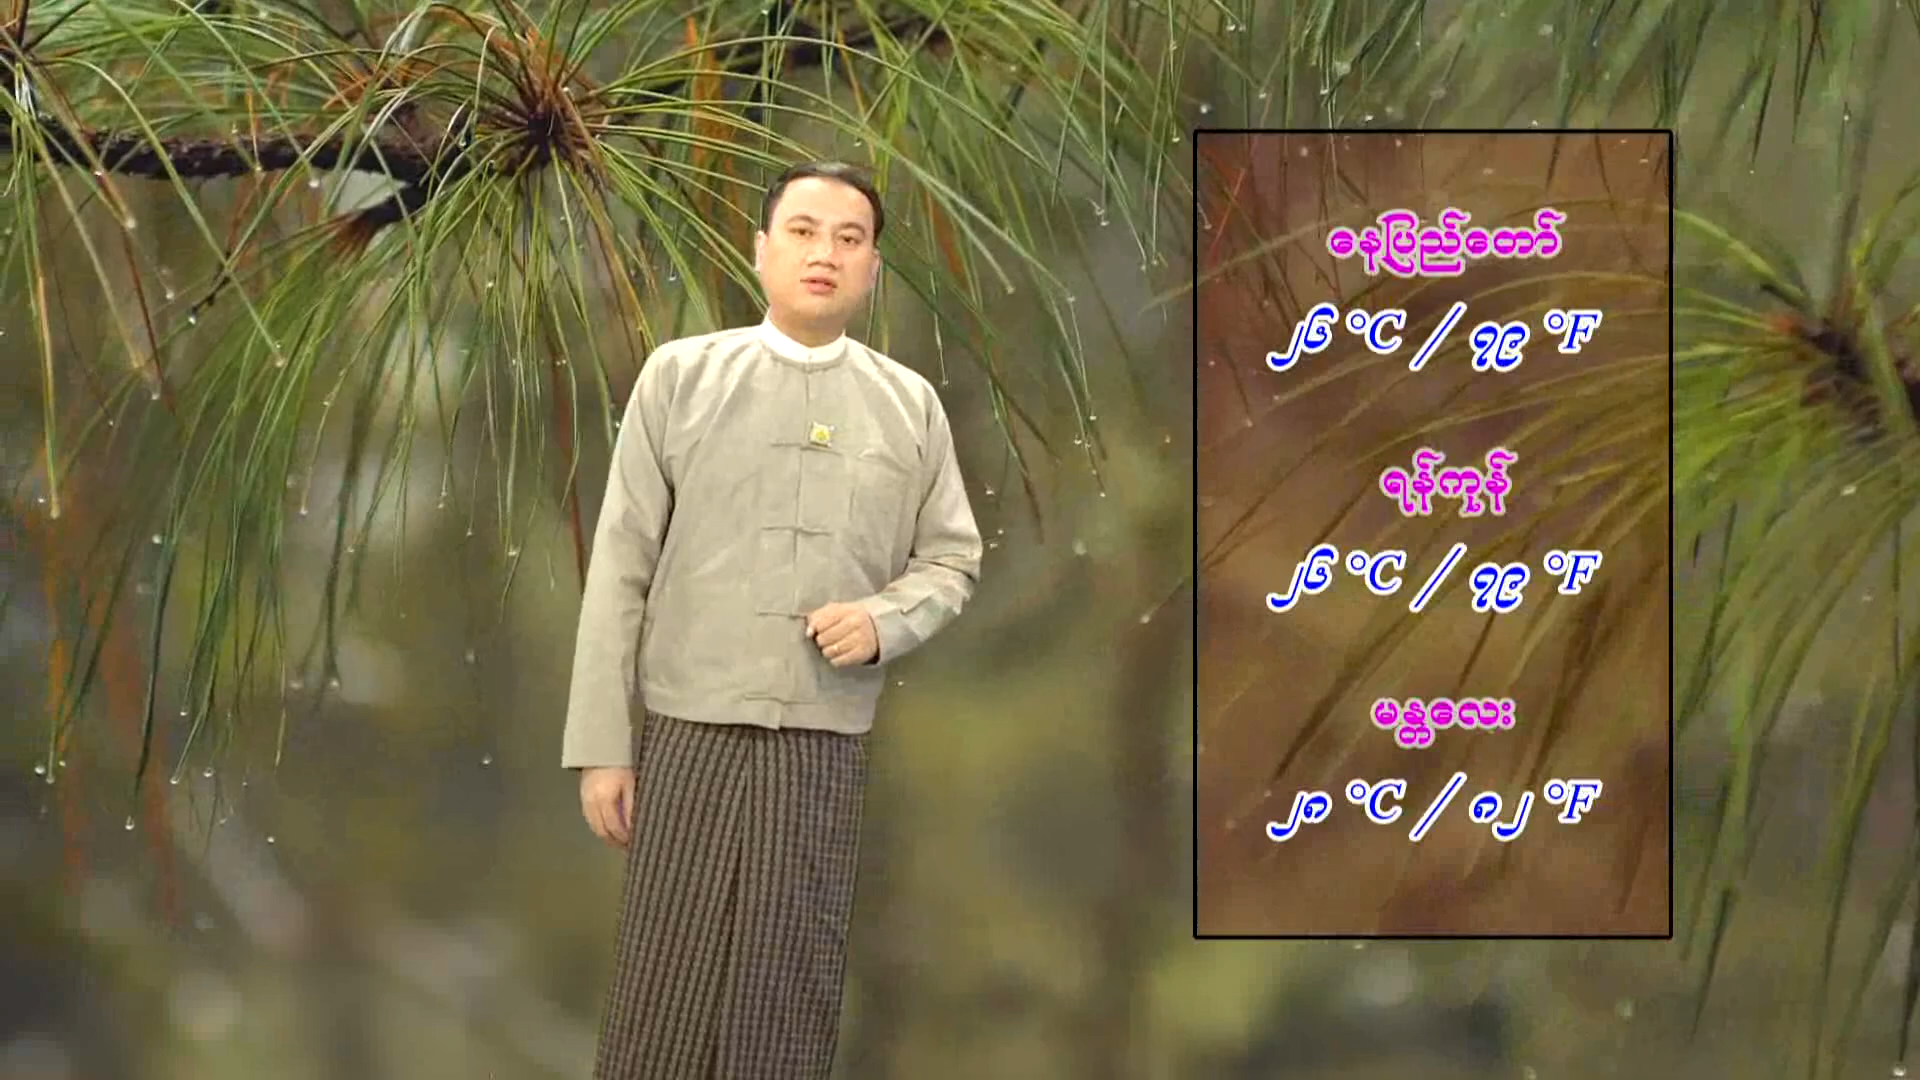 နေပြည်တော်
၂၆ °C / ၇၉ °F
ရန်ကုန်
၂၆ °C / ၇၉ °F
မန္တလေး
၂၈ °C / ၈၂ °F